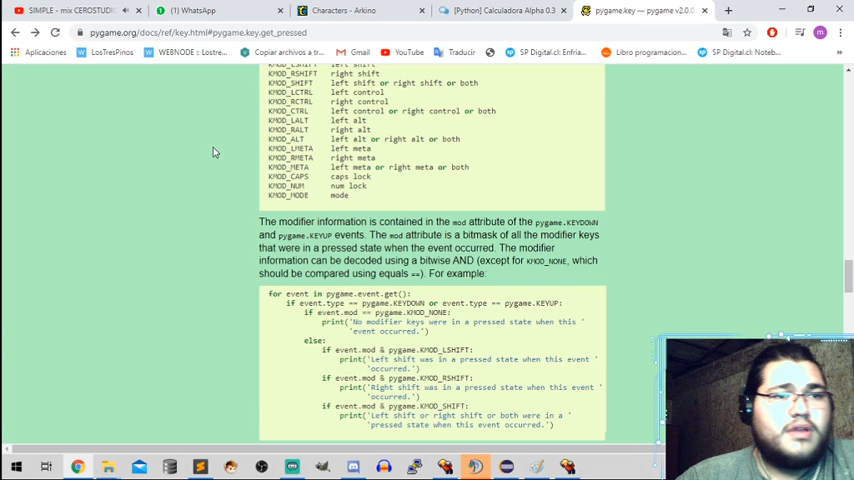 SIMPLE - mix CEROSTUDI
(1) WhatsApp
Characters - Arkino
[Python] Calculadora Alpha 0.3
pygame.key — pygame v2.0.0
pygame.org/docs/ref/key.html#pygame.key.get_pressed
Aplicaciones
LosTresPinos
WEBNODE :: Lostre...
Gmail
YouTube
Traducir
SP Digital.cl: Envíat...
SP Digital.cl: Noteb...
KMOD_LSHIFT left shift
KMOD_RSHIFT right shift
KMOD_SHIFT left shift or right shift or both
KMOD_LCTRL left control
KMOD_RCTRL right control
KMOD_CTRL left control or right control or both
KMOD_LALT left alt
KMOD_RALT right alt
KMOD_ALT left alt or right alt or both
KMOD_LMETA left meta
KMOD_RMETA right meta
KMOD_META left meta or right meta or both
KMOD_CAPS caps lock
KMOD_NUM num lock
KMOD_MODE mode
The modifier information is contained in the mod attribute of the pygame.KEYDOWN
and pygame.KEYUP events. The mod attribute is a bitmask of all the modifier keys
that were in a pressed state when the event occurred. The modifier
information can be decoded using a bitwise AND (except for KMOD_NONE, which
should be compared using equals ==). For example:
for event in pygame.event.get():
if event.type == pygame.KEYDOWN or event.type == pygame.KEYUP:
if event.mod == pygame.KMOD_NONE:
print('No modifier keys were in a pressed state when this '
'event occurred.')
else:
if event.mod & pygame.KMOD_LSHIFT:
print('Left shift was in a pressed state when this event '
'occurred.')
if event.mod & pygame.KMOD_RSHIFT:
print('Right shift was in a pressed state when this event '
'occurred.')
if event.mod & pygame.KMOD_SHIFT:
print('Left shift or right shift or both were in a '
'pressed state when this event occurred.')